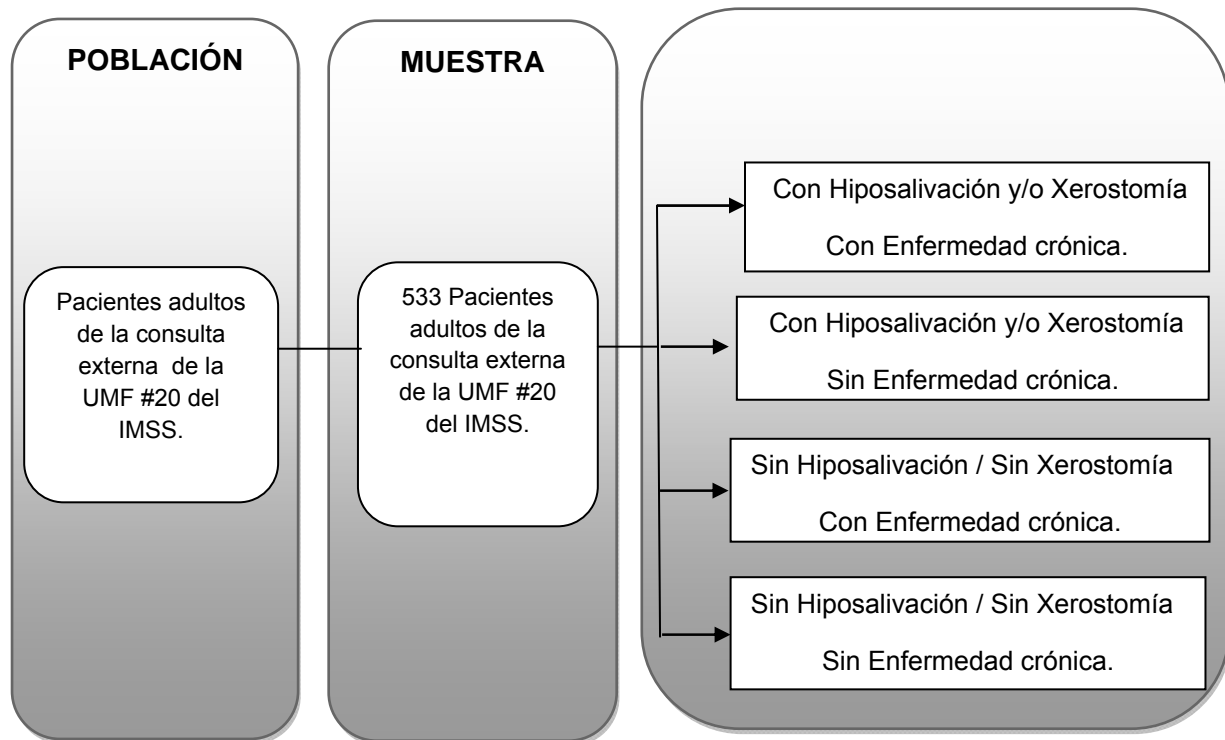 POBLACIÓN
Pacientes adultos
de la consulta
externa de la
UMF #20 del
IMSS.
MUESTRA
533 Pacientes
adultos de la
consulta externa
de la UMF #20
del IMSS.
Con Hiposalivación y/o Xerostomía
Con Enfermedad crónica.
Con Hiposalivación y/o Xerostomía
Sin Enfermedad crónica.
Sin Hiposalivación / Sin Xerostomía
Con Enfermedad crónica.
Sin Hiposalivación / Sin Xerostomía
Sin Enfermedad crónica.